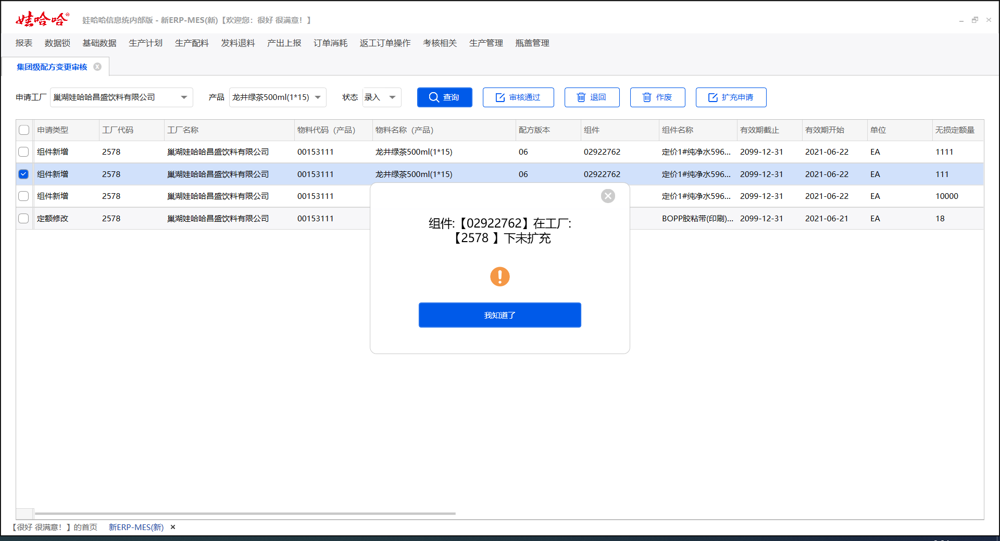 娃哈哈®
娃哈哈信息统内部版 - 新ERP-MES(新)【欢迎您：很好 很满意！】
报表 数据锁 基础数据 生产计划 生产配料 发料退料 产出上报 订单消耗 返工订单操作 考核相关 生产管理 瓶盖管理
集团级配方变更审核
申请工厂 巢湖娃哈哈昌盛饮料有限公司 产品 龙井绿茶500ml(1*15) 状态 录入 查询 审核通过 退回 作废 扩充申请
申请类型 工厂代码 工厂名称 物料代码（产品） 物料名称（产品） 配方版本 组件 组件名称 有效期截止 有效期开始 单位 无损定额量
组件新增 2578 巢湖娃哈哈昌盛饮料有限公司 00153111 龙井绿茶500ml(1*15) 06 02922762 定价1#纯净水596... 2099-12-31 2021-06-22 EA 1111
组件新增 2578 巢湖娃哈哈昌盛饮料有限公司 00153111 龙井绿茶500ml(1*15) 06 02922762 定价1#纯净水596... 2099-12-31 2021-06-22 EA 111
组件新增 2578 巢湖娃哈哈昌盛饮料有限公司 00153111 定价1#纯净水596... 2099-12-31 2021-06-22 EA 10000
定额修改 2578 巢湖娃哈哈昌盛饮料有限公司 00153111 BOPP胶粘带(印刷)... 2099-12-31 2021-06-21 EA 18
组件:【02922762】在工厂:
【2578 】下未扩充
我知道了
【很好 很满意！】的首页 新ERP-MES(新)